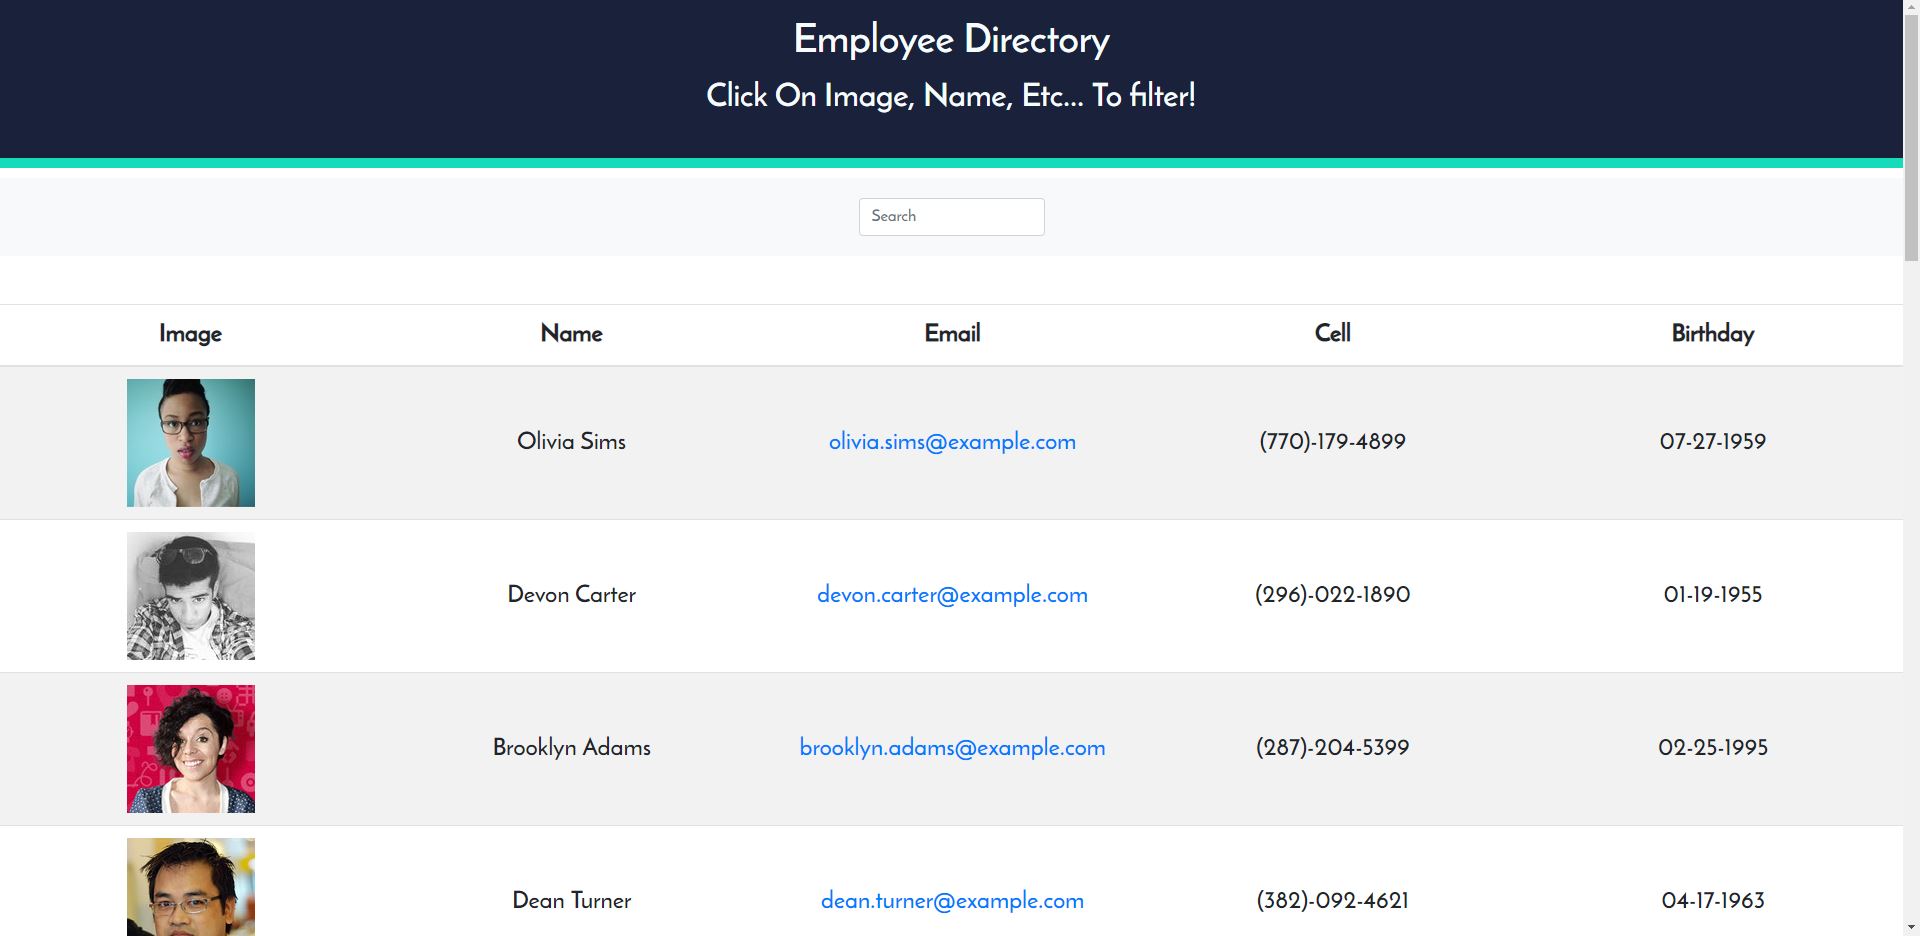 Employee Directory
Click On Image, Name, Etc... To filter!
Search
Image Name Email Cell Birthday
Olivia Sims olivia.sims@example.com (770)-179-4899 07-27-1959
Devon Carter devon.carter@example.com (296)-022-1890 01-19-1955
Brooklyn Adams brooklyn.adams@example.com (287)-204-5399 02-25-1995
Dean Turner dean.turner@example.com (382)-092-4621 04-17-1963